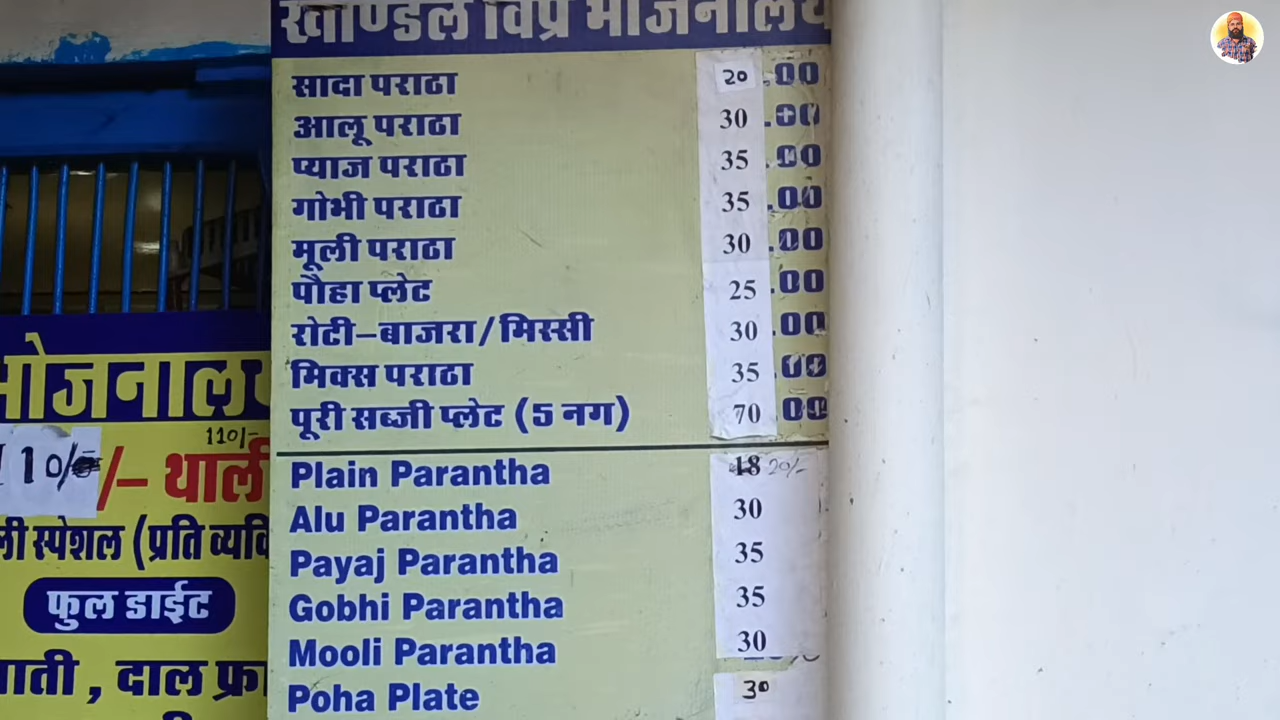 खाण्डल विप्र भोजनालय
सादा पराठा 20.00
आलू पराठा 30.00
प्याज पराठा 35.00
गोभी पराठा 35.00
मूली पराठा 30.00
पौहा प्लेट 25.00
रोटी-बाजरा/मिस्सी 30.00
मिक्स पराठा 35.00
पूरी सब्जी प्लेट (5 नग) 70.00
Plain Parantha 18 20/-
Alu Parantha 30
Payaj Parantha 35
Gobhi Parantha 35
Mooli Parantha 30
Poha Plate 30
भोजनालय
110/-
110/- /- थाली
स्पेशल (प्रति
फुल डाईट
, दाल